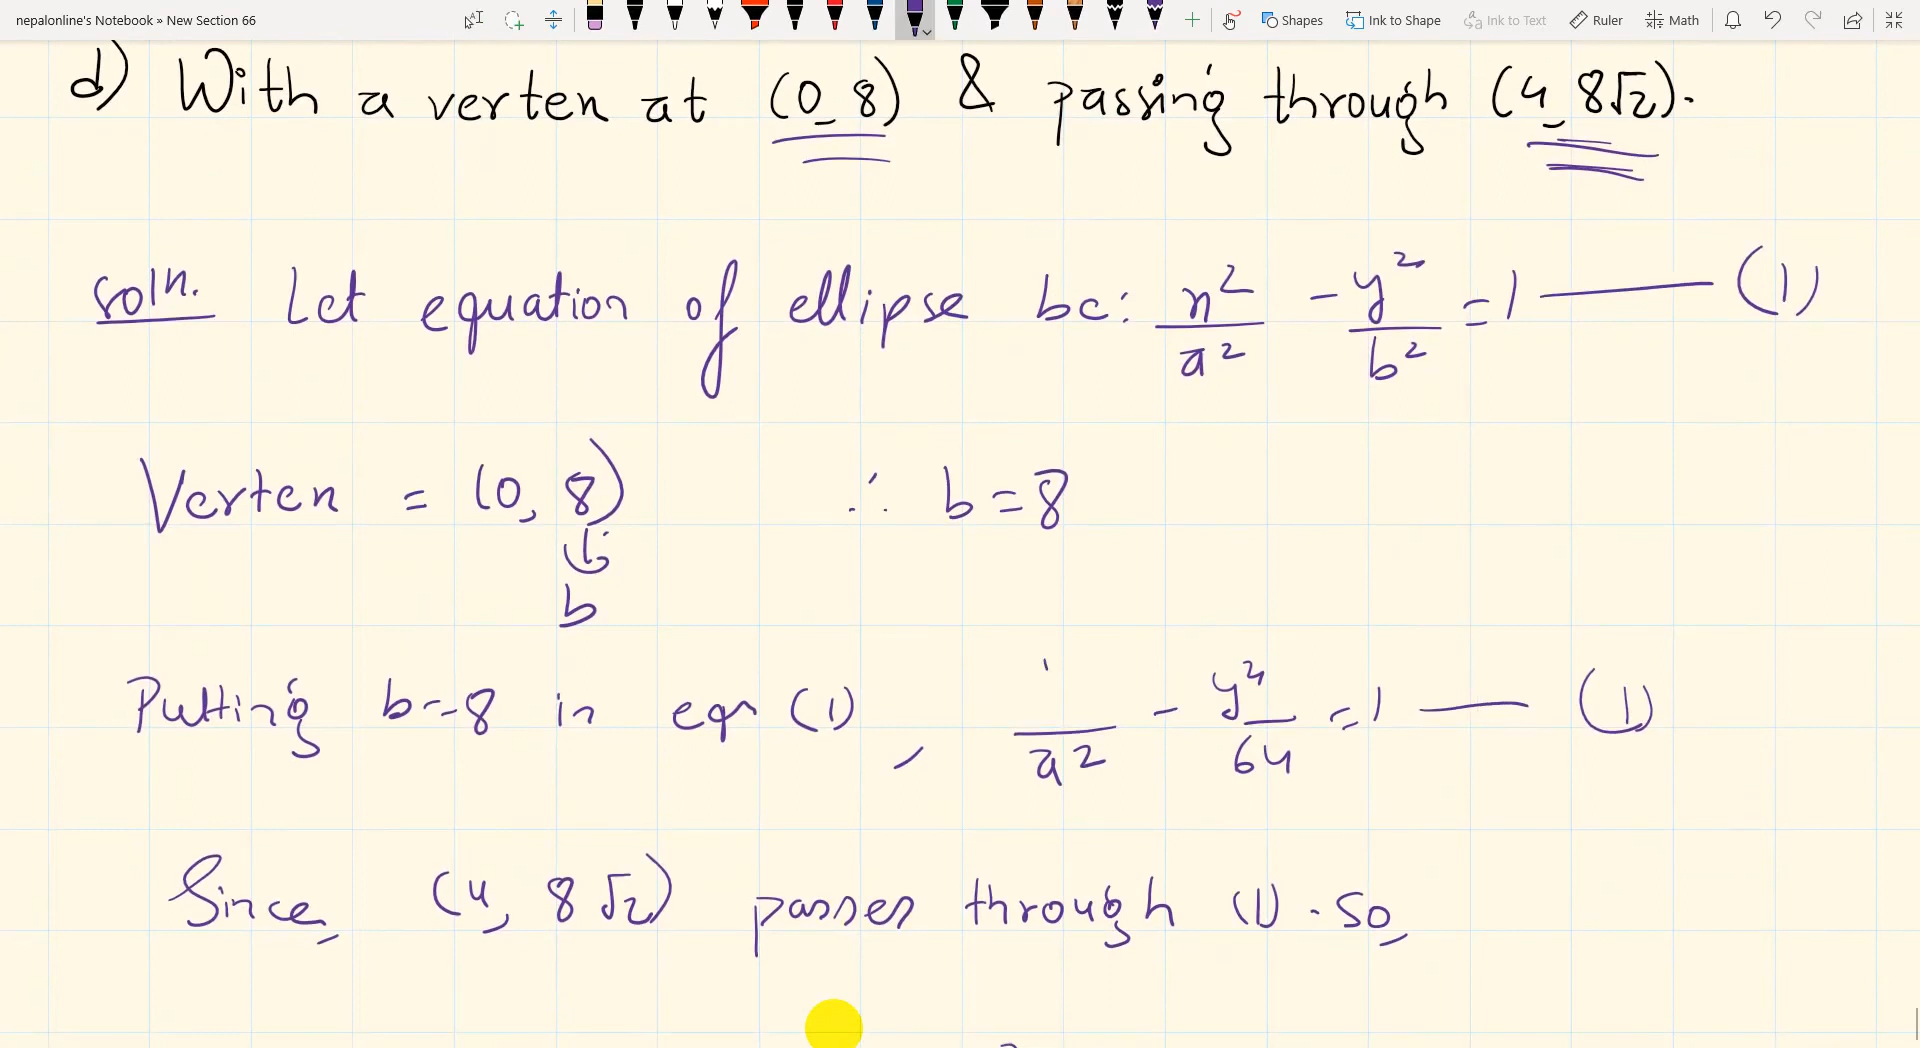 nepalonline's Notebook » New Section 66
Shapes Ink to Shape Ink to Text Ruler Math
d) With a verten at (0, 8) & passing through (4, 8√2).
soln. Let equation of ellipse be: x²/a² - y²/b² = 1 —— (1)
Verten = (0, 8) ∴ b = 8
b
Putting b = 8 in eqn (1), /a² - y²/64 = 1 —— (1)
Since, (4, 8√2) passes through (1). So,